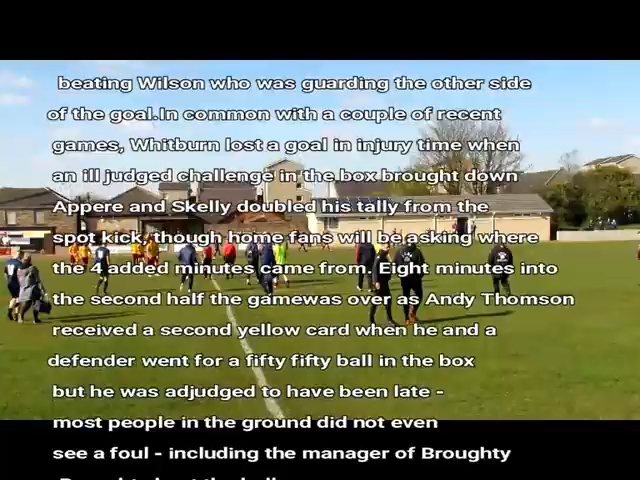 beating Wilson who was guarding the other side
of the goal.In common with a couple of recent
games, Whitburn lost a goal in injury time when
an ill judged challenge in the box brought down
Appere and Skelly doubled his tally from the
spot kick, though home fans will be asking where
the 4 added minutes came from. Eight minutes into
the second half the gamewas over as Andy Thomson
received a second yellow card when he and a
defender went for a fifty fifty ball in the box
but he was adjudged to have been late -
most people in the ground did not even
see a foul - including the manager of Broughty